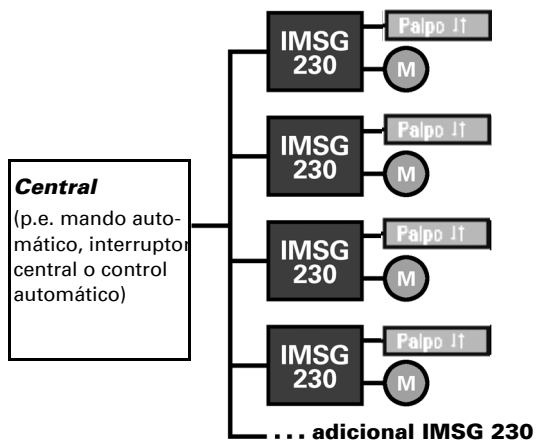 IMSG
230
Palpo ↓↑
M
IMSG
230
Palpo ↓↑
M
Central
(p.e. mando auto-
mático, interruptor
central o control
automático)
IMSG
230
Palpo ↓↑
M
IMSG
230
Palpo ↓↑
M
. . . adicional IMSG 230